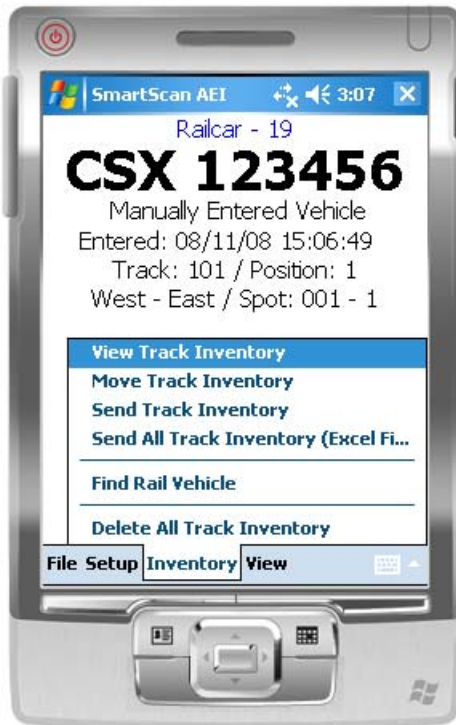 SmartScan AEI 3:07
Railcar - 19
CSX 123456
Manually Entered Vehicle
Entered: 08/11/08 15:06:49
Track: 101 / Position: 1
West - East / Spot: 001 - 1
View Track Inventory
Move Track Inventory
Send Track Inventory
Send All Track Inventory (Excel Fi...
Find Rail Vehicle
Delete All Track Inventory
File Setup Inventory View